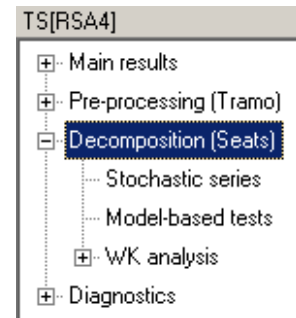 TS[RSA4]
Main results
Pre-processing (Tramo)
Decomposition (Seats)
Stochastic series
Model-based tests
WK analysis
Diagnostics